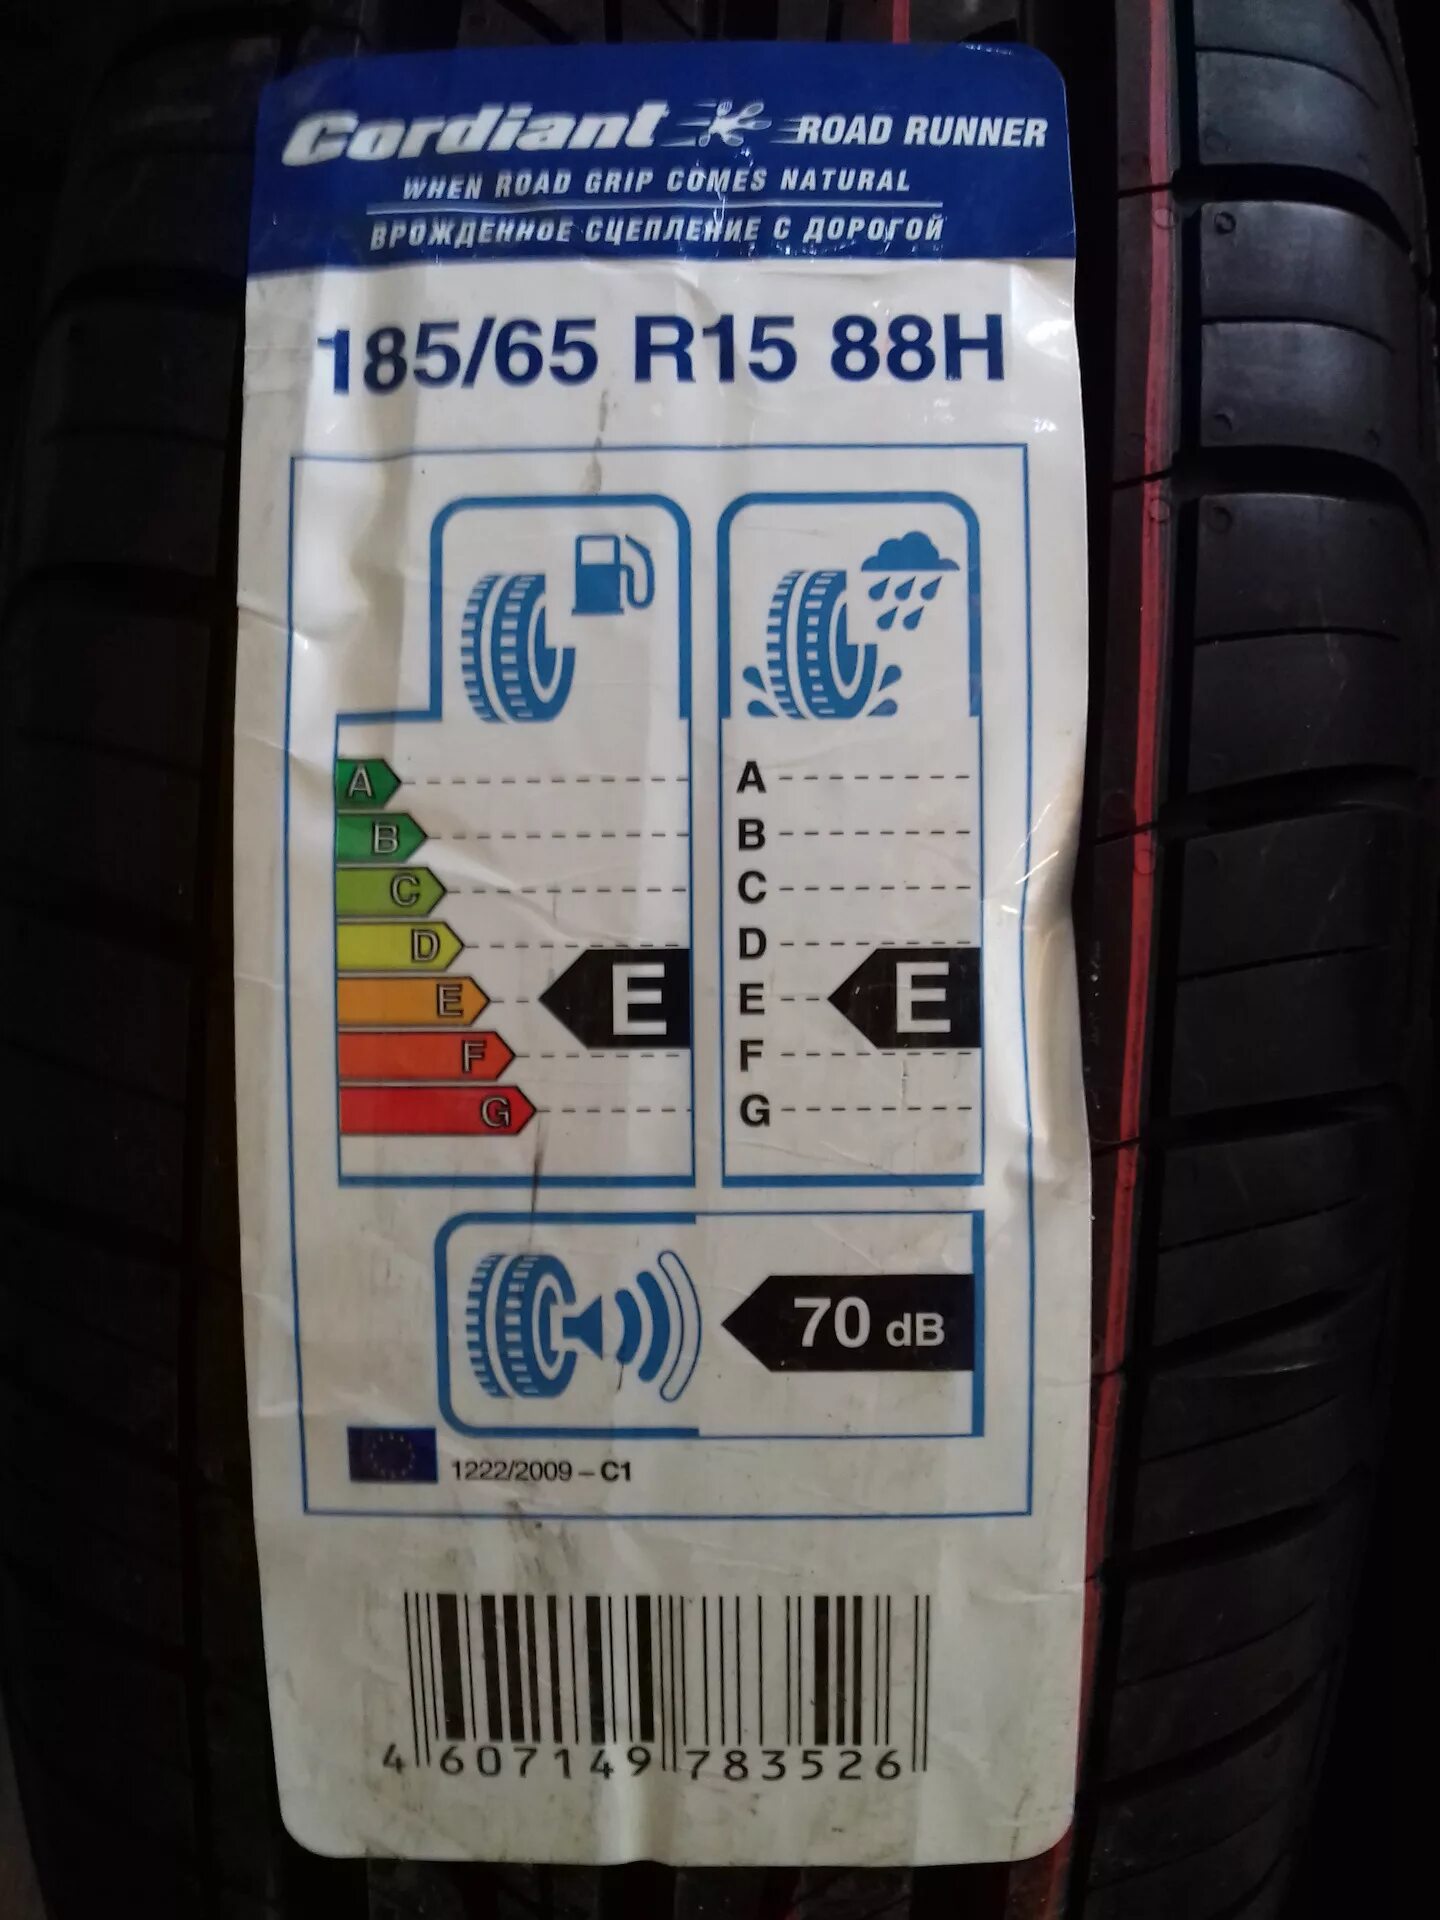 Cordiant ROAD RUNNER
WHEN ROAD GRIP COMES NATURAL
ВРОЖДЕННОЕ СЦЕПЛЕНИЕ С ДОРОГОЙ
185/65 R15 88H
A
B
C
D
E
F
G
E
A
B
C
D
E
F
G
E
70 dB
1222/2009 – C1
4 607149 783526